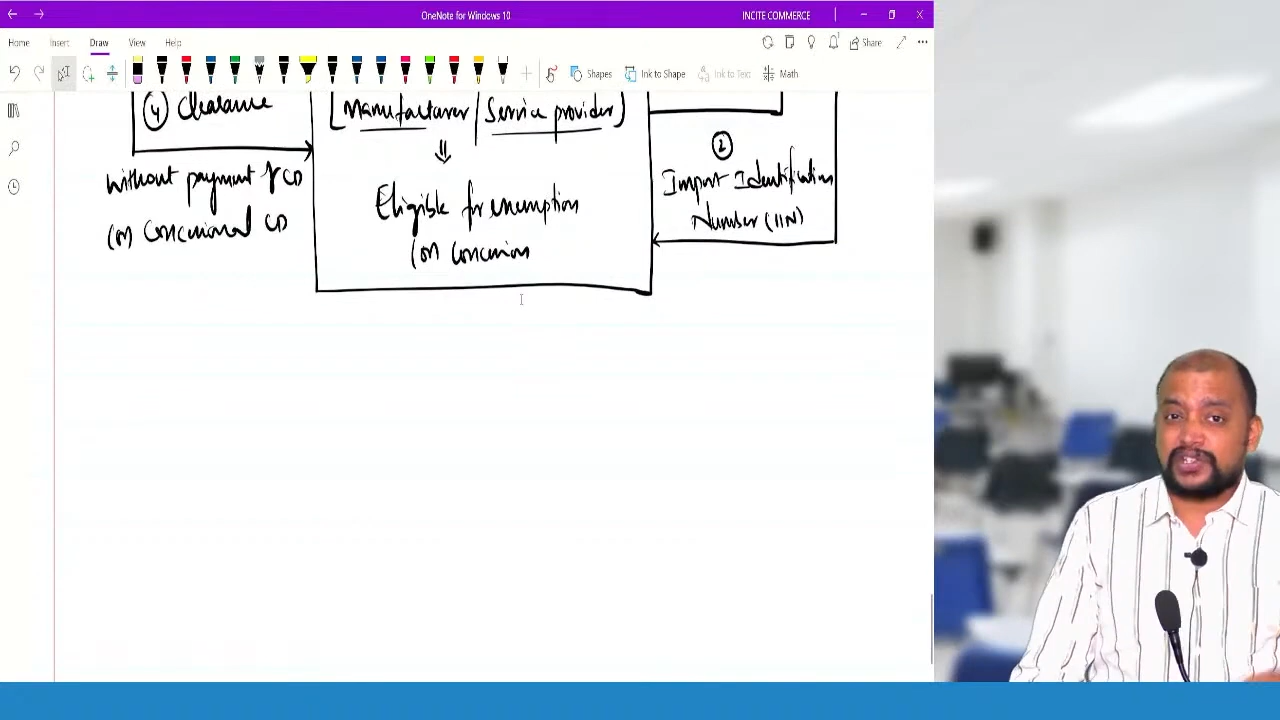 OneNote for Windows 10
INCITE COMMERCE
Home Insert Draw View Help
Share
Shapes Ink to Shape Ink to Text Math
④ Clearance
without payment of CD
(or) Concessional CD
[Manufacturer / Service provider]
Eligible for exemption
(or) Concession
②
Import Identification
Number (IIN)